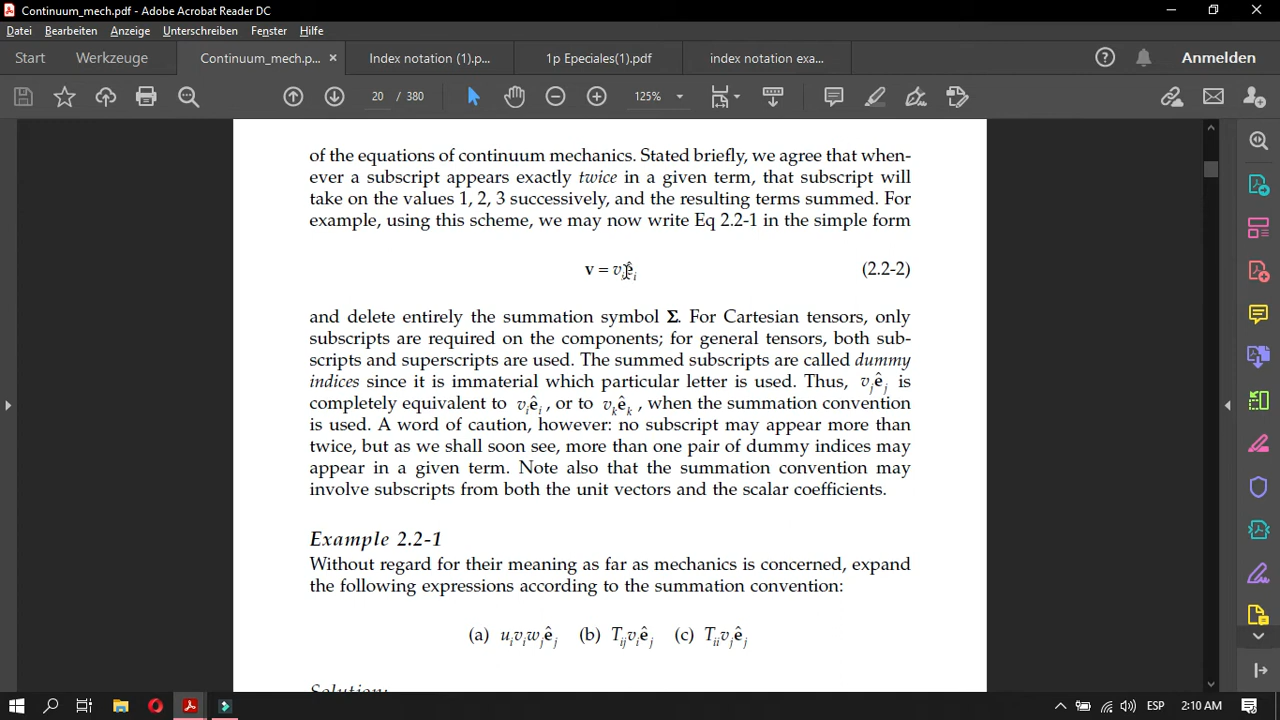 Continuum_mech.pdf - Adobe Acrobat Reader DC
Datei Bearbeiten Anzeige Unterschreiben Fenster Hilfe
Start Werkzeuge Continuum_mech.p... × Index notation (1).p... 1p Epeciales(1).pdf index notation exa... Anmelden
20 / 380 125%
of the equations of continuum mechanics. Stated briefly, we agree that when-
ever a subscript appears exactly twice in a given term, that subscript will
take on the values 1, 2, 3 successively, and the resulting terms summed. For
example, using this scheme, we may now write Eq 2.2-1 in the simple form
v = vᵢêᵢ (2.2-2)
and delete entirely the summation symbol Σ. For Cartesian tensors, only
subscripts are required on the components; for general tensors, both sub-
scripts and superscripts are used. The summed subscripts are called dummy
indices since it is immaterial which particular letter is used. Thus, vⱼêⱼ is
completely equivalent to vᵢêᵢ, or to vₖêₖ, when the summation convention
is used. A word of caution, however: no subscript may appear more than
twice, but as we shall soon see, more than one pair of dummy indices may
appear in a given term. Note also that the summation convention may
involve subscripts from both the unit vectors and the scalar coefficients.
Example 2.2-1
Without regard for their meaning as far as mechanics is concerned, expand
the following expressions according to the summation convention:
(a) uᵢvᵢwⱼêⱼ (b) Tᵢⱼvᵢêⱼ (c) Tᵢᵢvⱼêⱼ
Solution:
ESP 2:10 AM